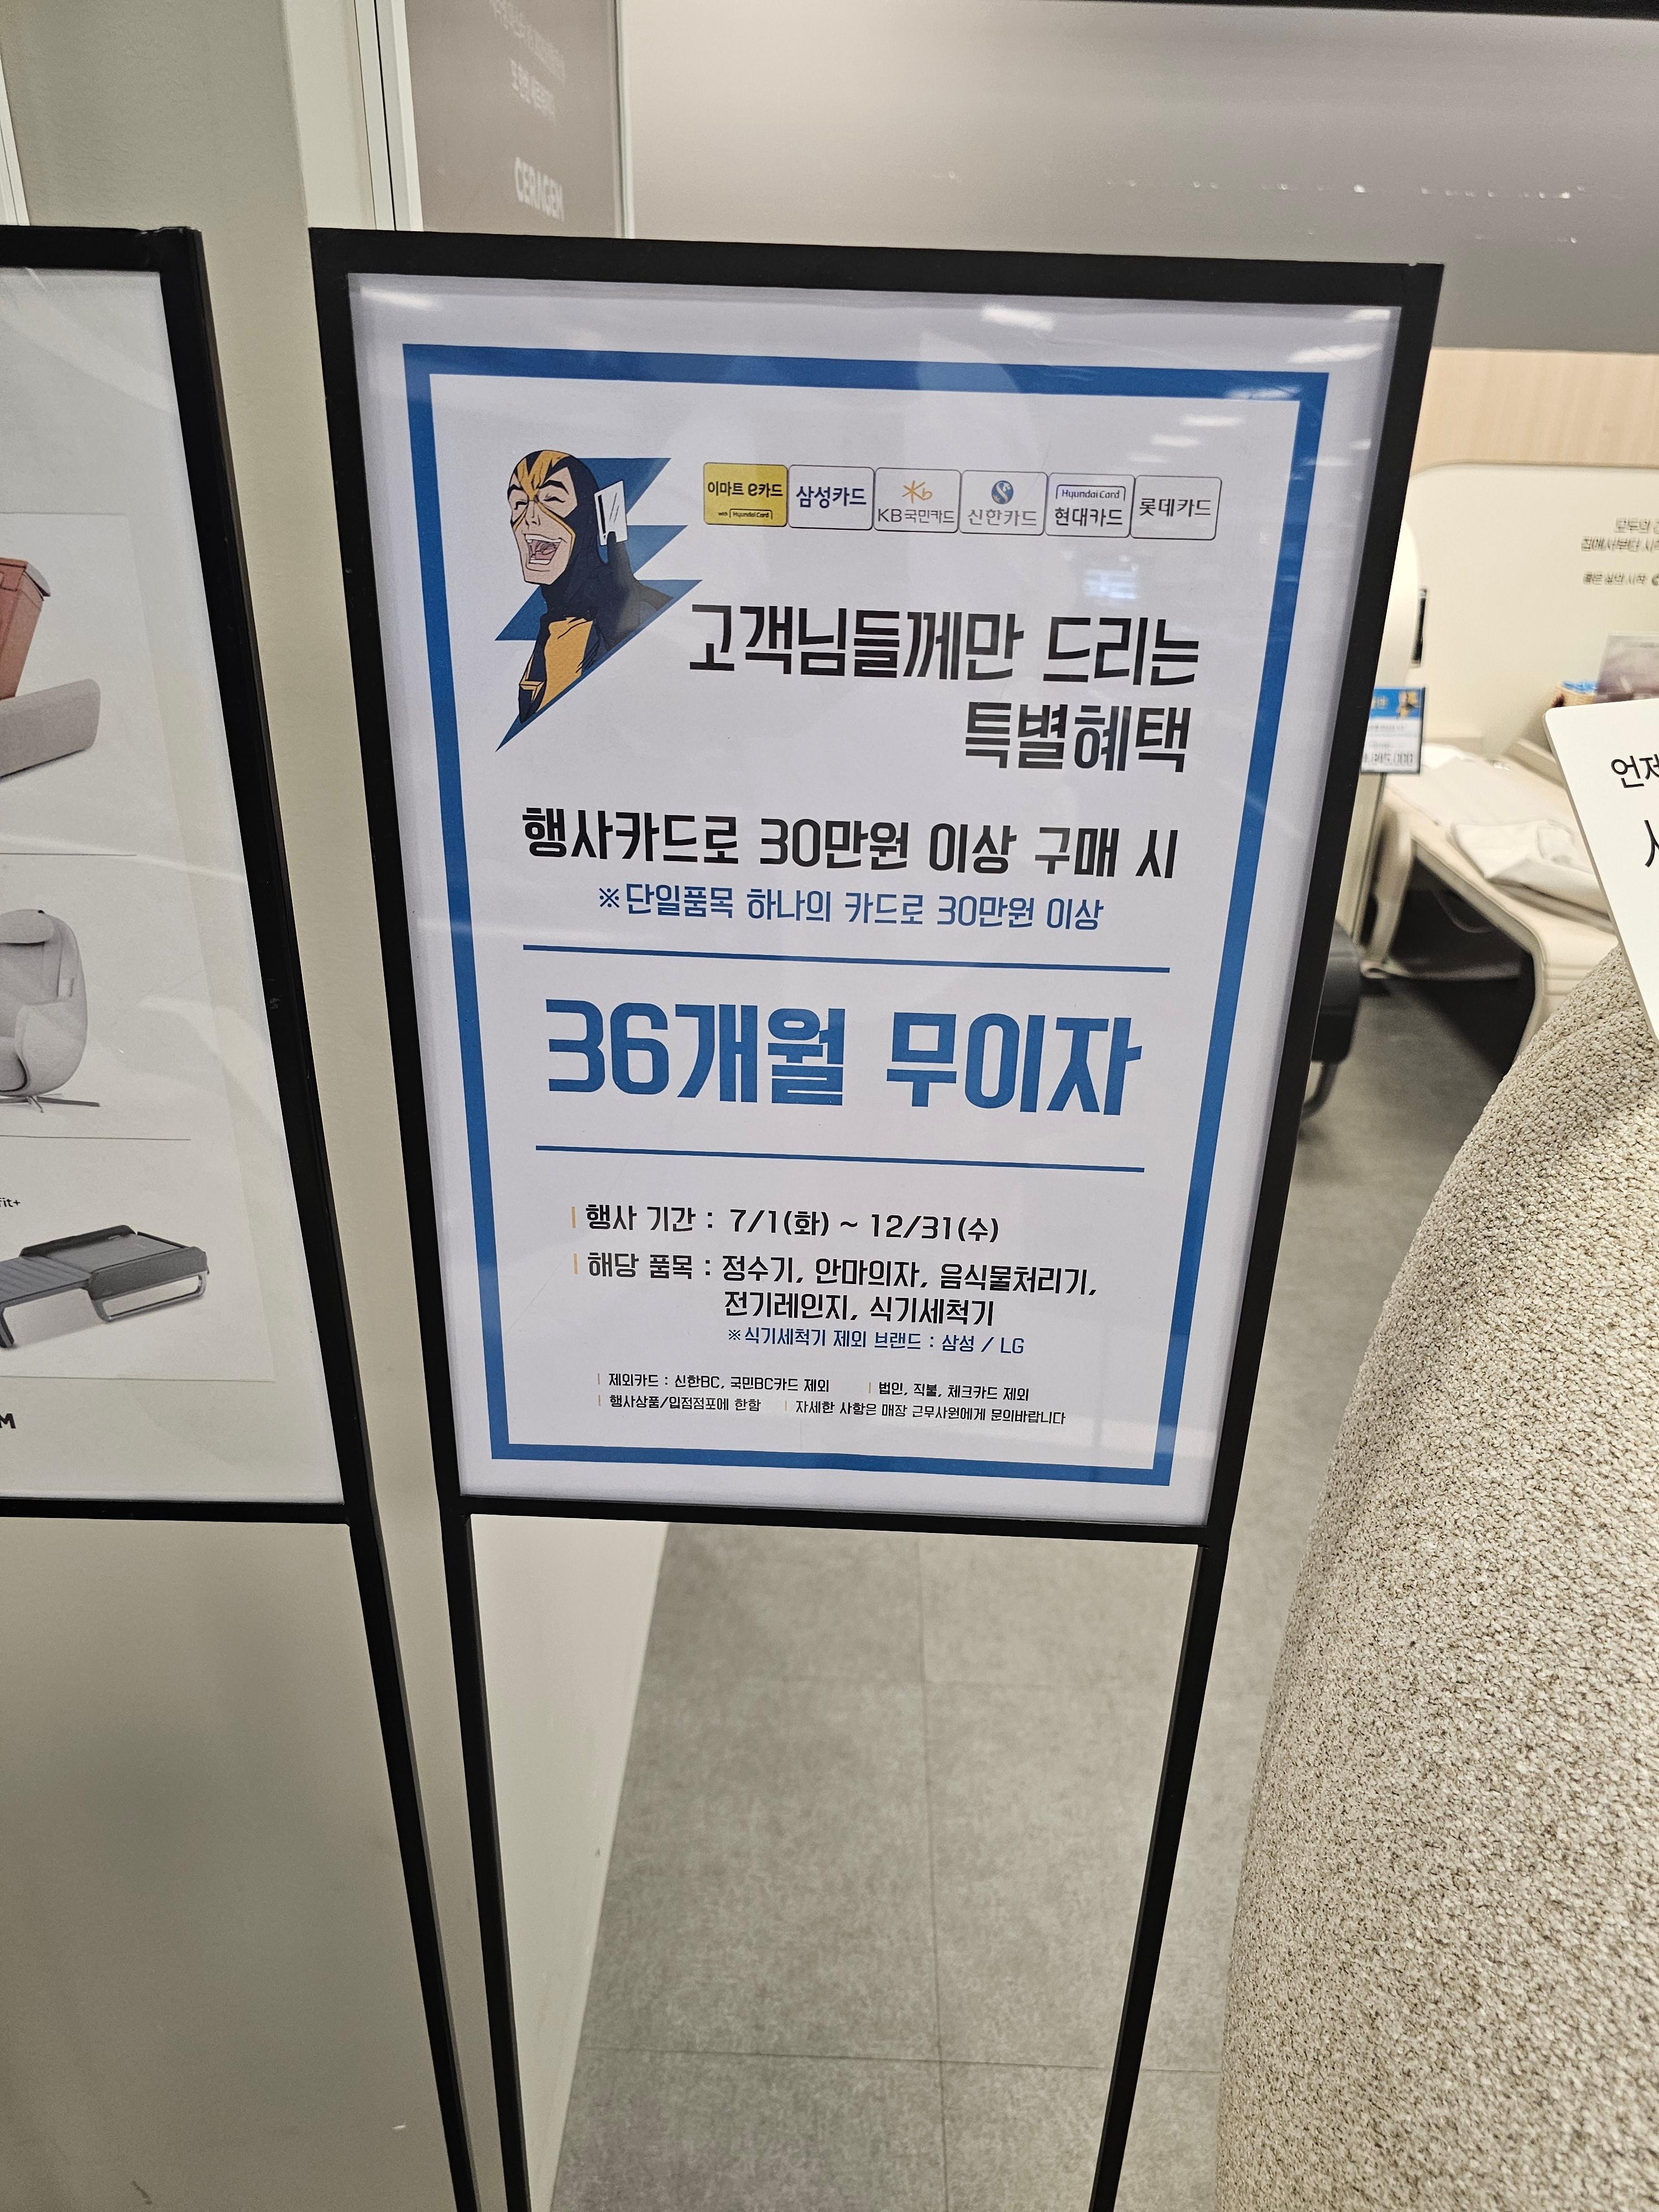 CERAGEM
이마트 e카드
with Hyundai Card
삼성카드
KB국민카드
신한카드
Hyundai Card
현대카드
롯데카드
고객님들께만 드리는
특별혜택
행사카드로 30만원 이상 구매 시
※단일품목 하나의 카드로 30만원 이상
36개월 무이자
행사 기간 : 7/1(화) ~ 12/31(수)
해당 품목 : 정수기, 안마의자, 음식물처리기,
전기레인지, 식기세척기
※식기세척기 제외 브랜드 : 삼성 / LG
제외카드 : 신한BC, 국민BC카드 제외 법인, 직불, 체크카드 제외
행사상품/입점점포에 한함 자세한 사항은 매장 근무사원에게 문의바랍니다
fit+
M
언제